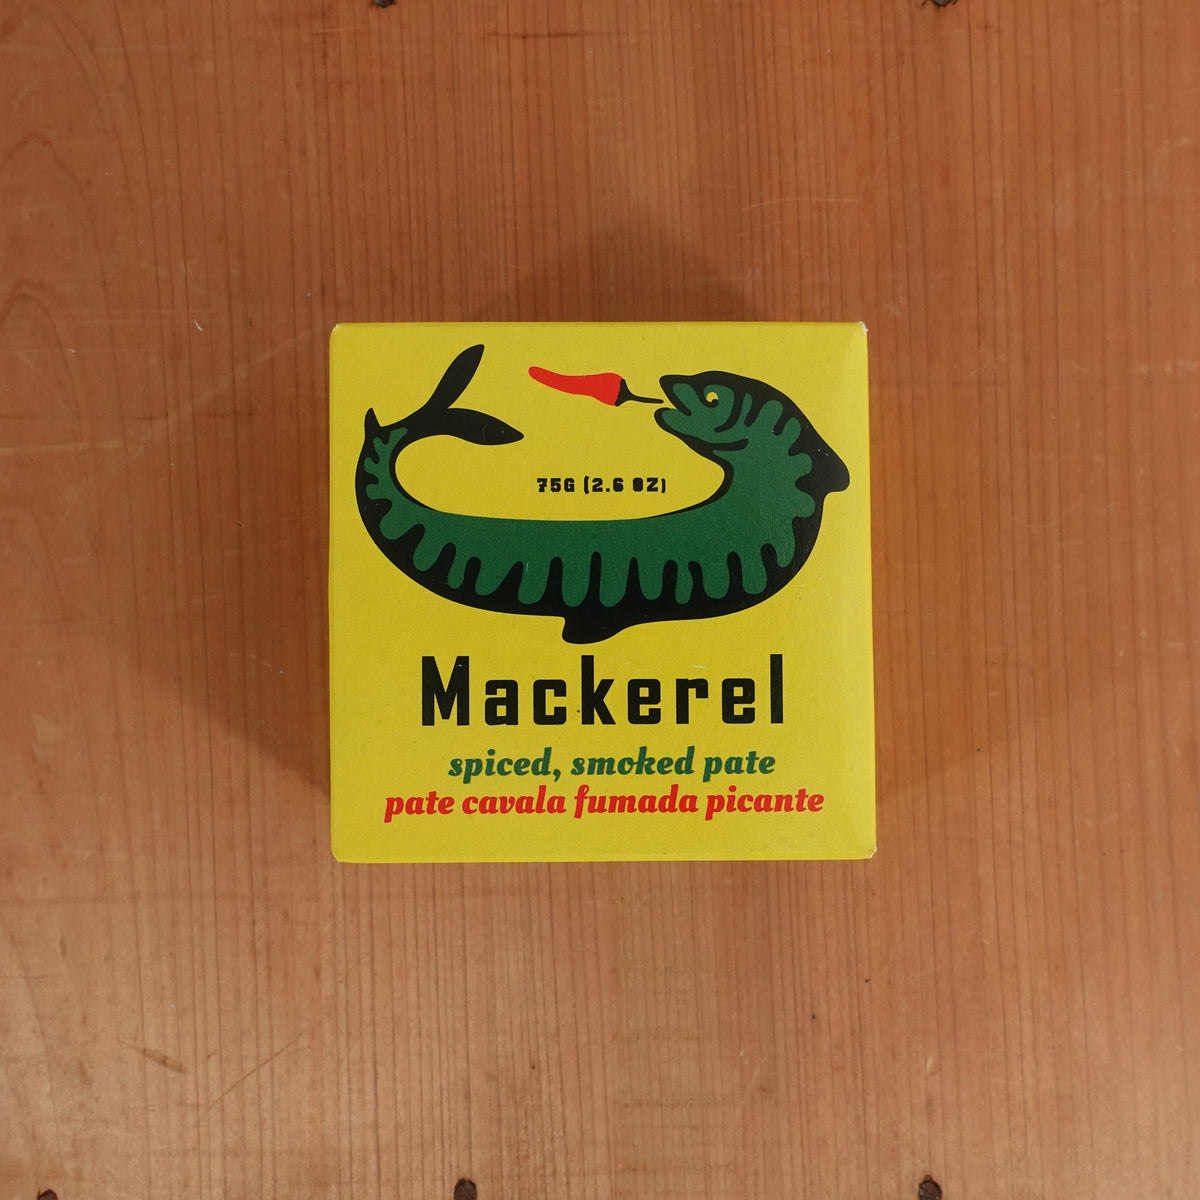 75G (2.6 OZ)
Mackerel
spiced, smoked pate
pate cavala fumada picante